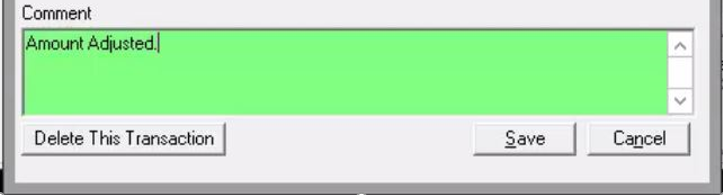 Comment
Amount Adjusted.
Delete This Transaction
Save
Cancel